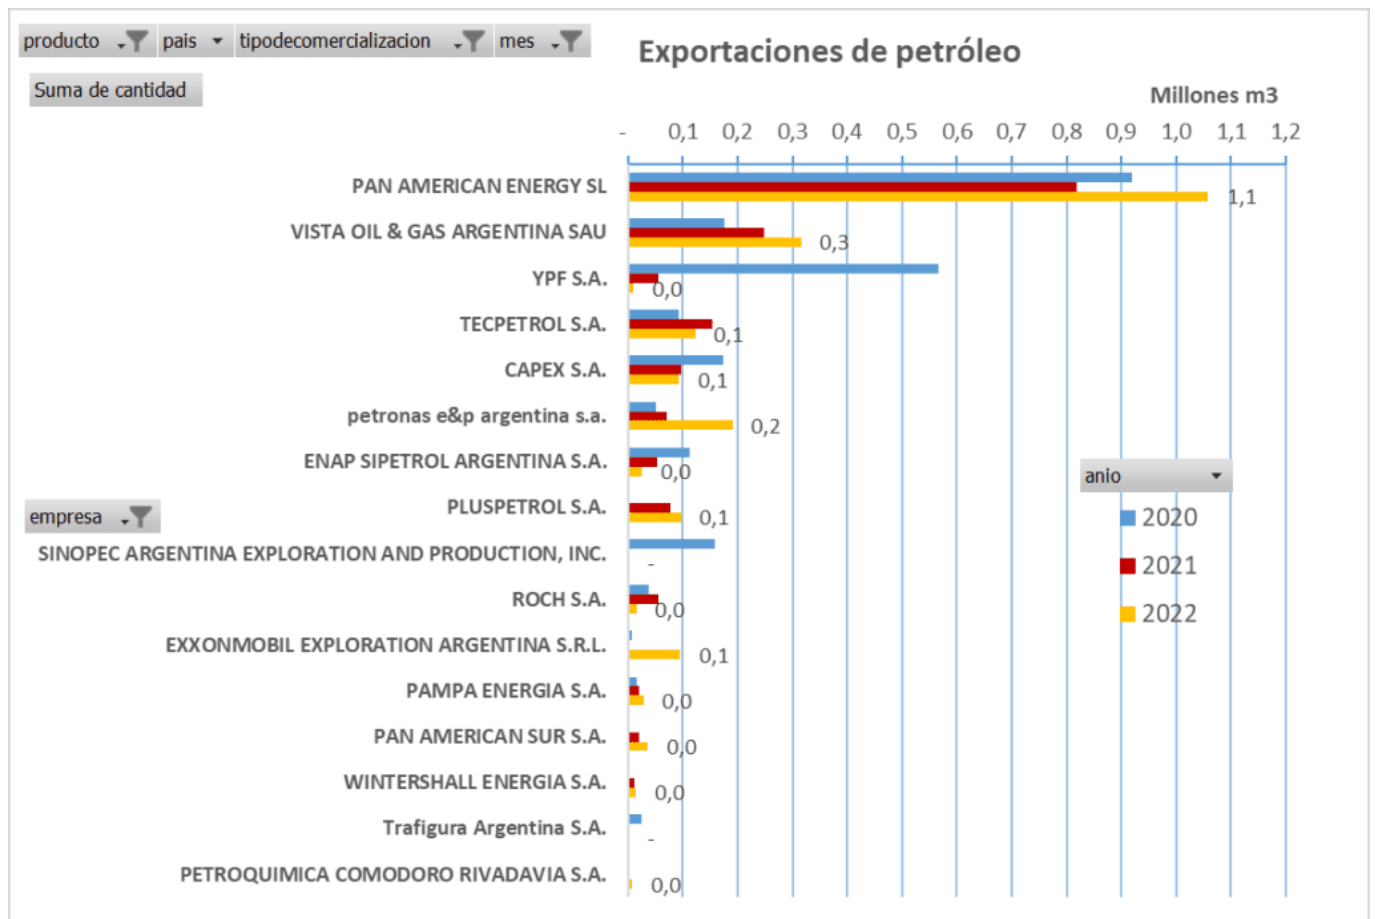 producto pais tipodecomercializacion mes
Exportaciones de petróleo
Suma de cantidad
Millones m3
- 0,1 0,2 0,3 0,4 0,5 0,6 0,7 0,8 0,9 1,0 1,1 1,2
PAN AMERICAN ENERGY SL 1,1
VISTA OIL & GAS ARGENTINA SAU 0,3
YPF S.A. 0,0
TECPETROL S.A. 0,1
CAPEX S.A. 0,1
petronas e&p argentina s.a. 0,2
ENAP SIPETROL ARGENTINA S.A. 0,0
anio
PLUSPETROL S.A. 0,1
empresa
2020
SINOPEC ARGENTINA EXPLORATION AND PRODUCTION, INC. -
2021
ROCH S.A. 0,0
2022
EXXONMOBIL EXPLORATION ARGENTINA S.R.L. 0,1
PAMPA ENERGIA S.A. 0,0
PAN AMERICAN SUR S.A. 0,0
WINTERSHALL ENERGIA S.A. 0,0
Trafigura Argentina S.A. -
PETROQUIMICA COMODORO RIVADAVIA S.A. 0,0